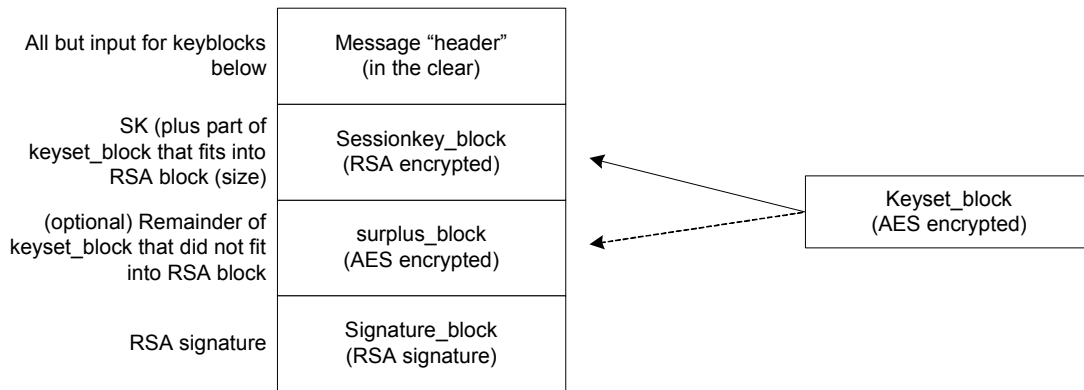 All but input for keyblocks
below
Message “header”
(in the clear)
SK (plus part of
keyset_block that fits into
RSA block (size)
Sessionkey_block
(RSA encrypted)
(optional) Remainder of
keyset_block that did not fit
into RSA block
surplus_block
(AES encrypted)
Keyset_block
(AES encrypted)
RSA signature
Signature_block
(RSA signature)